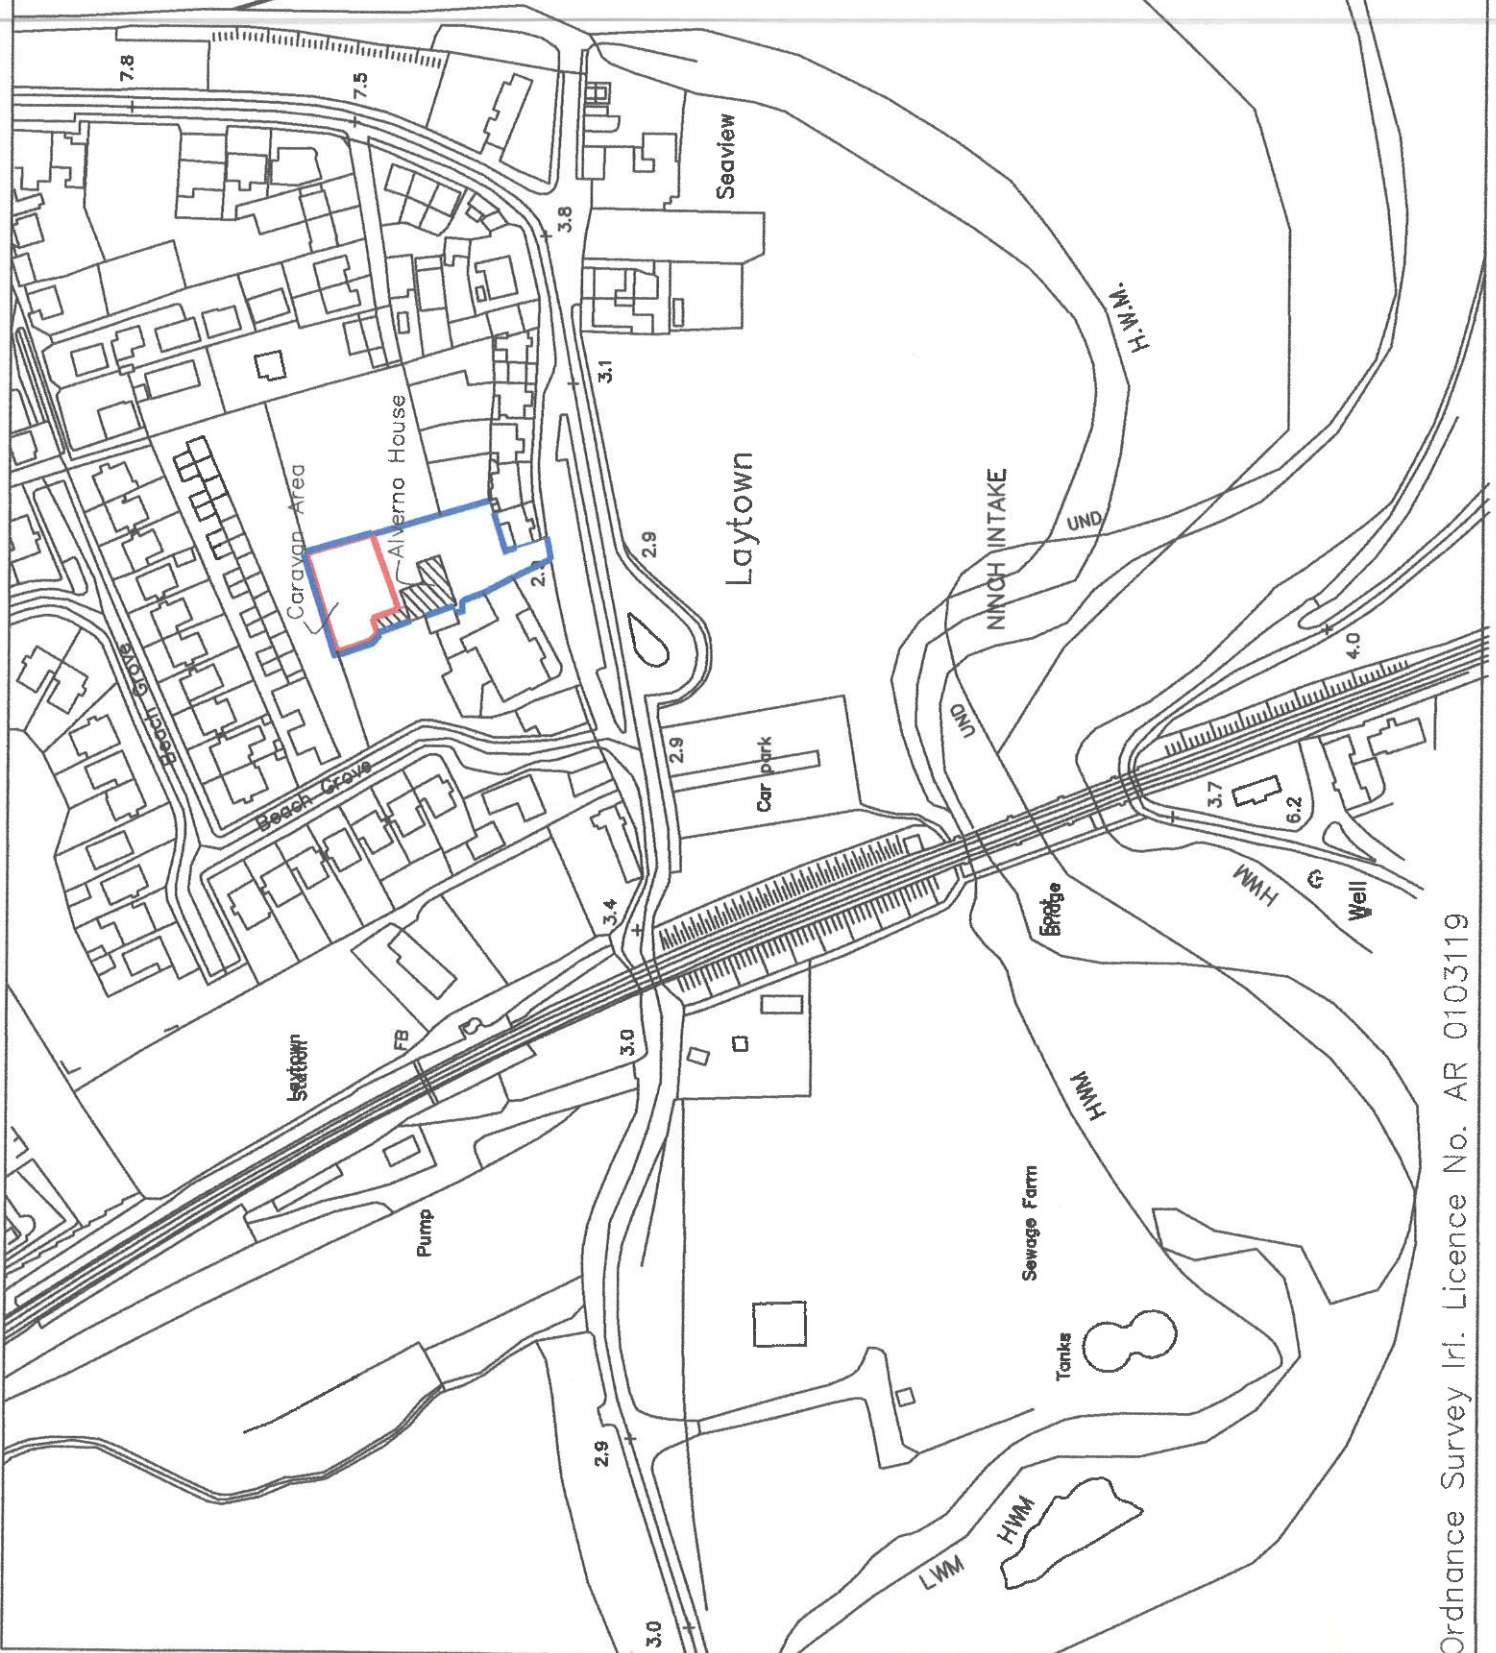 7.8
7.5
3.8
Seaview
3.1
H.W.M.
Caravan Area
Alverno House
2.9
Laytown
NINCH INTAKE
UND
Beach Grove
Beach Grove
2.9
Car park
UND
4.0
3.7
6.2
HWM
Well
Foot
Bridge
3.4
Laytown
Station
FB
3.0
HWM
Pump
Sewage Farm
Tanks
2.9
HWM
LWM
3.0
Ordnance Survey Irl. Licence No. AR 0103119